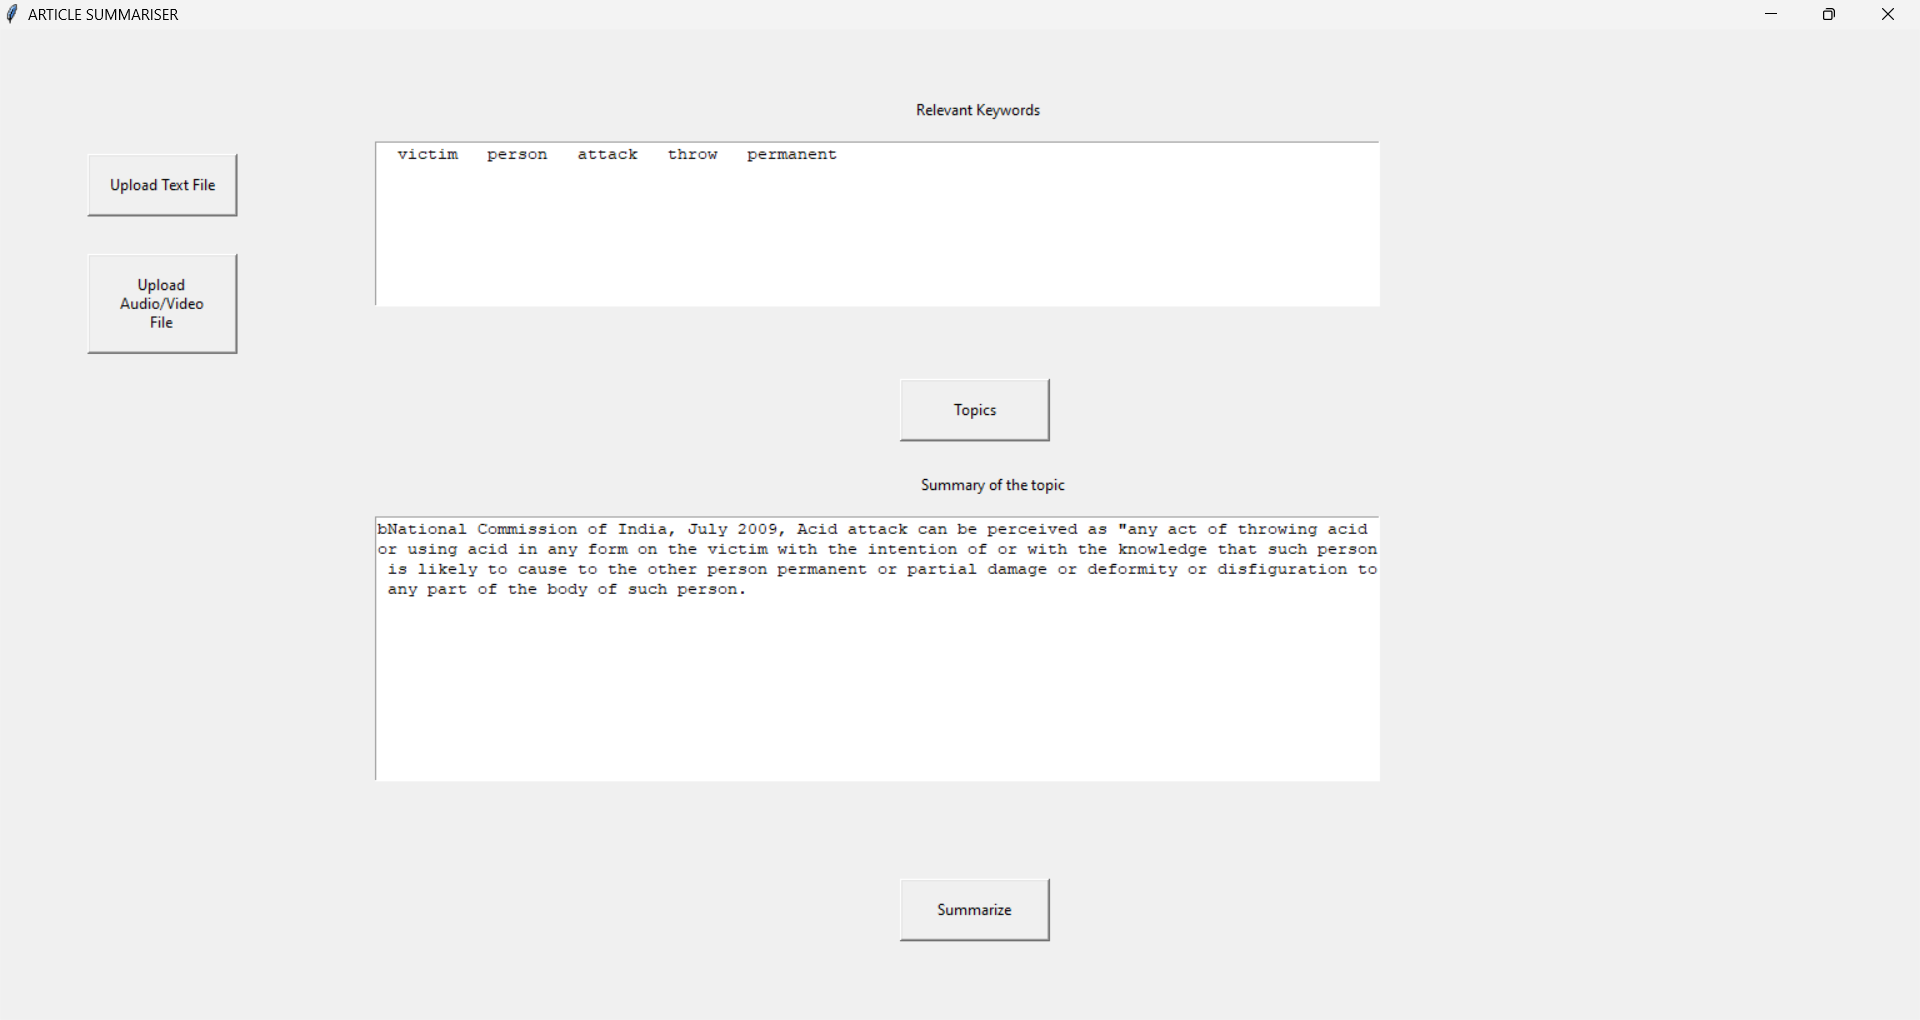 ARTICLE SUMMARISER
Relevant Keywords
victim person attack throw permanent
Upload Text File
Upload
Audio/Video
File
Topics
Summary of the topic
bNational Commission of India, July 2009, Acid attack can be perceived as "any act of throwing acid
or using acid in any form on the victim with the intention of or with the knowledge that such person
is likely to cause to the other person permanent or partial damage or deformity or disfiguration to
any part of the body of such person.
Summarize